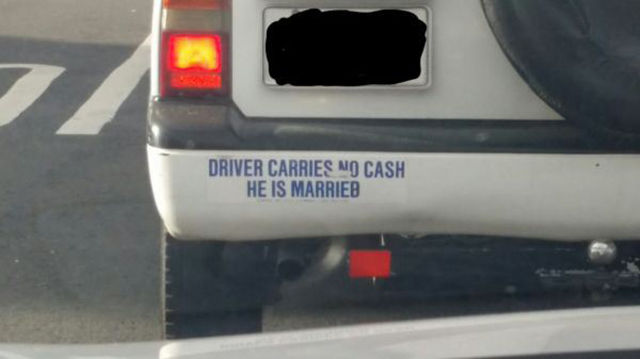 DRIVER CARRIES NO CASH
HE IS MARRIED